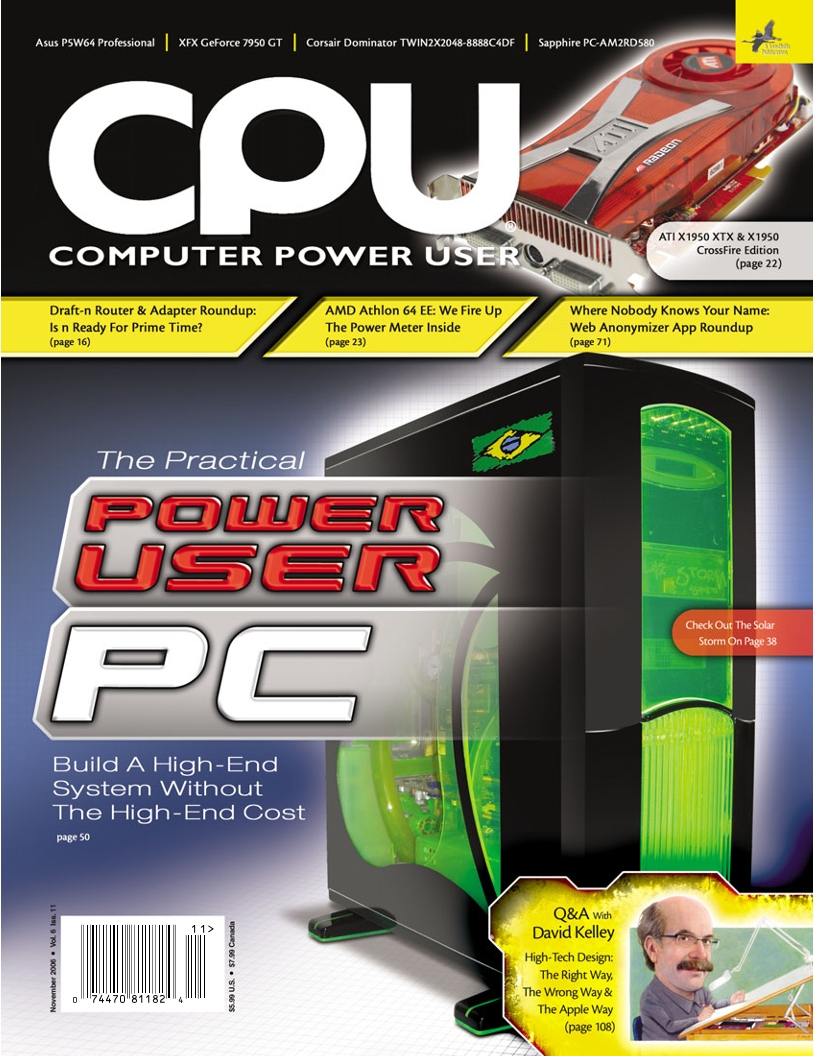 Asus P5W64 Professional | XFX GeForce 7950 GT | Corsair Dominator TWIN2X2048-8888C4DF | Sapphire PC-AM2RD580
CPU
COMPUTER POWER USER®
ATI
ATI
RADEON
ATI X1950 XTX & X1950
CrossFire Edition
(page 22)
Draft-n Router & Adapter Roundup:
Is n Ready For Prime Time?
(page 16)
AMD Athlon 64 EE: We Fire Up
The Power Meter Inside
(page 23)
Where Nobody Knows Your Name:
Web Anonymizer App Roundup
(page 71)
The Practical
POWER
USER
PC
Check Out The Solar
Storm On Page 38
Build A High-End
System Without
The High-End Cost
page 50
Q&A With
David Kelley
High-Tech Design:
The Right Way,
The Wrong Way &
The Apple Way
(page 108)
November 2006 • Vol. 6 Iss. 11
11>
0 74470 81182 4
$5.99 U.S. • $7.99 Canada